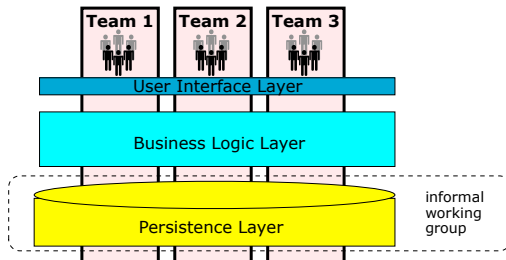 Team 1 Team 2 Team 3
User Interface Layer
Business Logic Layer
Persistence Layer
informal
working
group